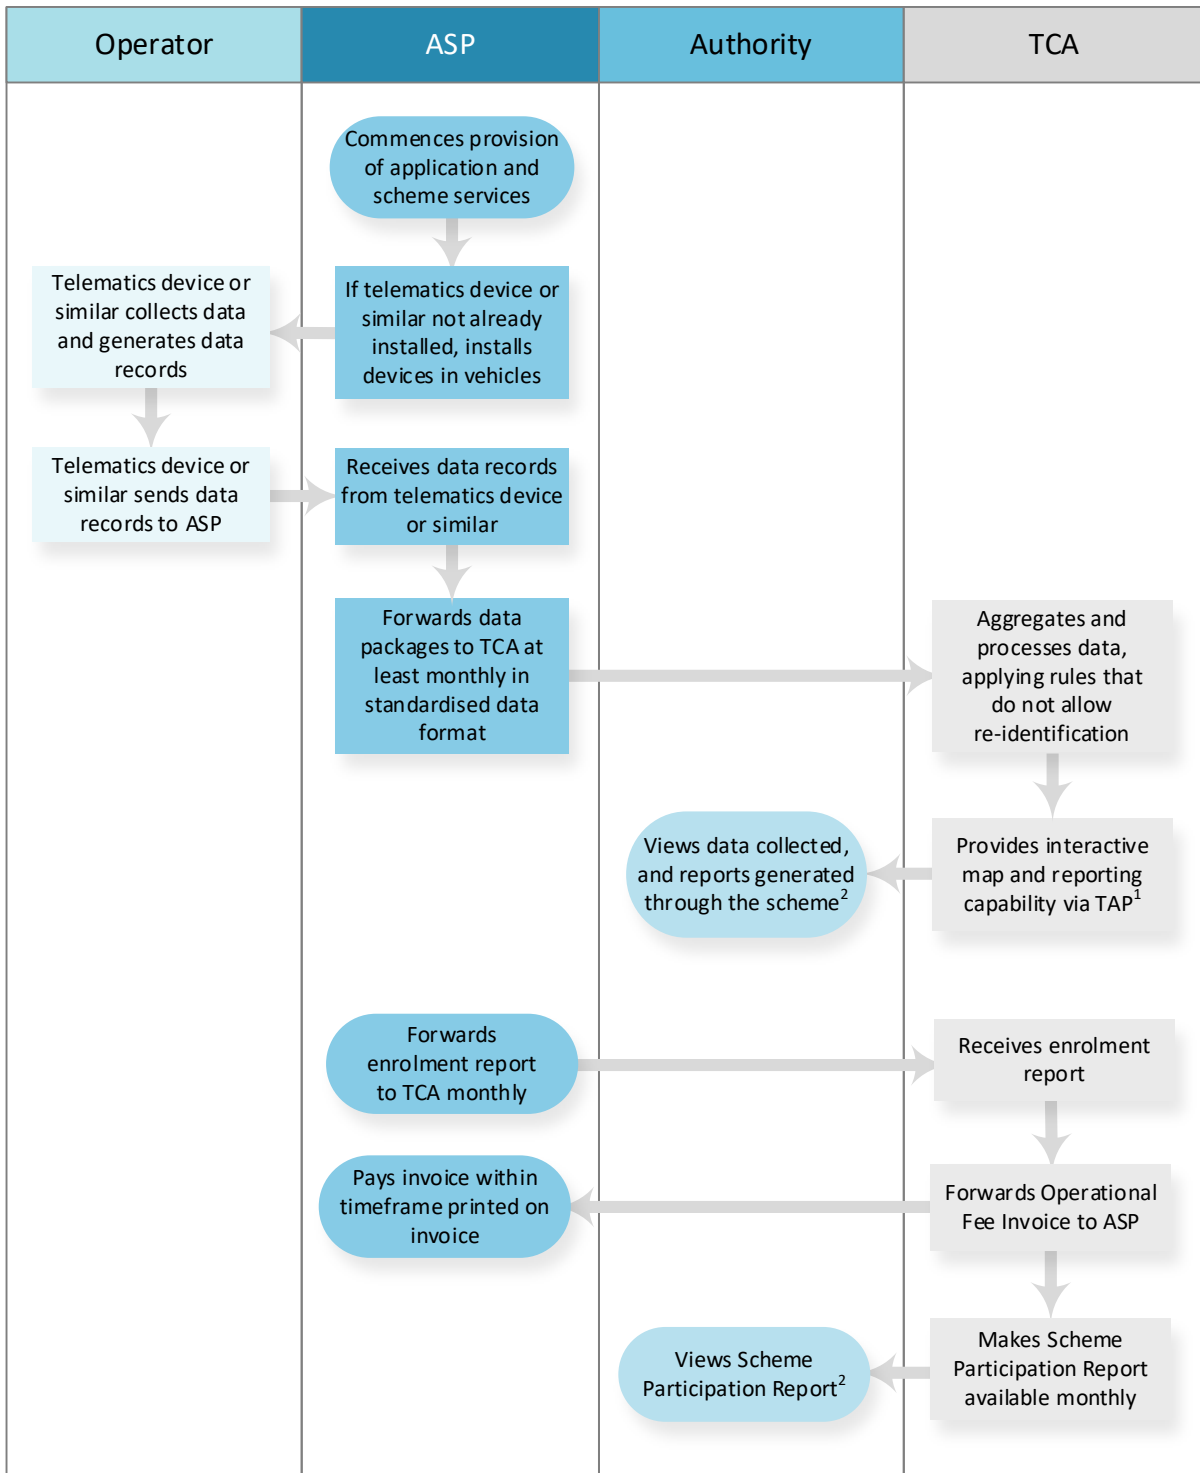 Operator
ASP
Authority
TCA
Commences provision
of application and
scheme services
Telematics device or
similar collects data
and generates data
records
If telematics device or
similar not already
installed, installs
devices in vehicles
Telematics device or
similar sends data
records to ASP
Receives data records
from telematics device
or similar
Forwards data
packages to TCA at
least monthly in
standardised data
format
Aggregates and
processes data,
applying rules that
do not allow
re-identification
Views data collected,
and reports generated
through the scheme²
Provides interactive
map and reporting
capability via TAP¹
Forwards
enrolment report
to TCA monthly
Receives enrolment
report
Pays invoice within
timeframe printed on
invoice
Forwards Operational
Fee Invoice to ASP
Views Scheme
Participation Report²
Makes Scheme
Participation Report
available monthly